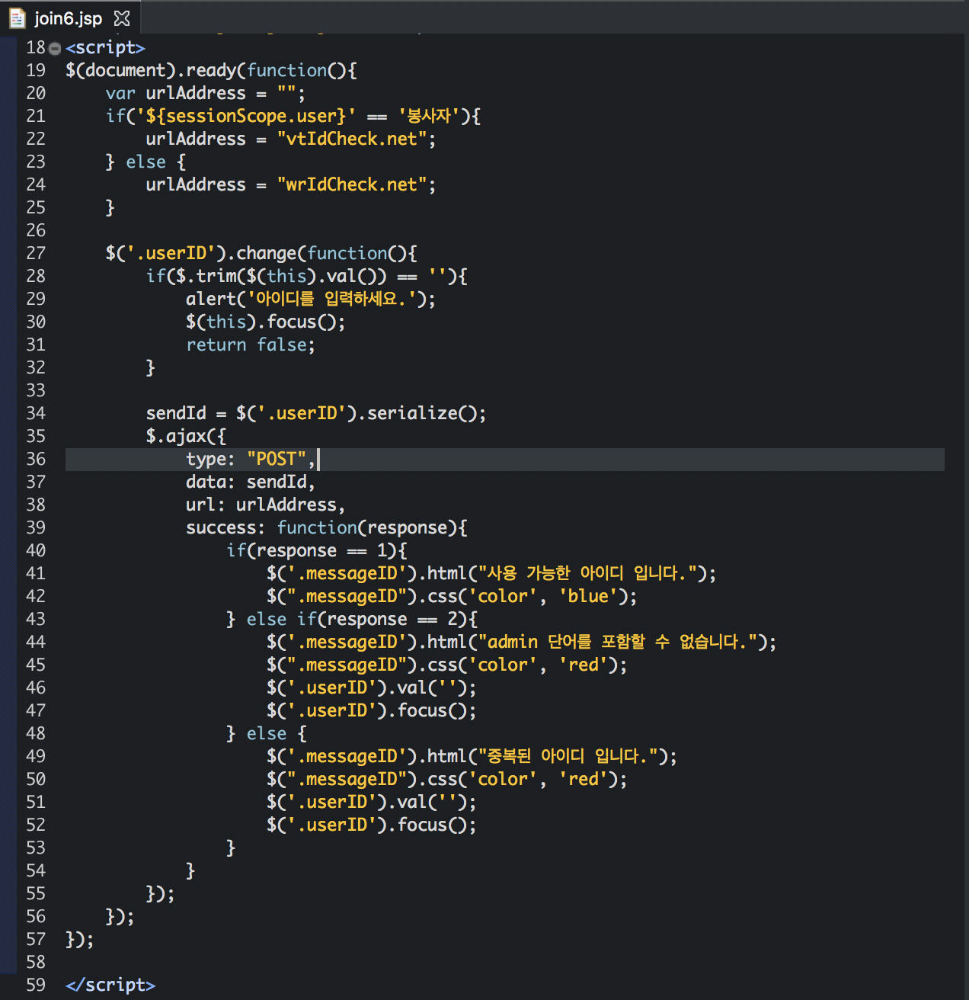 join6.jsp
18 <script>
19 $(document).ready(function(){
20 var urlAddress = "";
21 if('${sessionScope.user}' == '봉사자'){
22 urlAddress = "vtIdCheck.net";
23 } else {
24 urlAddress = "wrIdCheck.net";
25 }
26
27 $('.userID').change(function(){
28 if($.trim($(this).val()) == ''){
29 alert('아이디를 입력하세요.');
30 $(this).focus();
31 return false;
32 }
33
34 sendId = $('.userID').serialize();
35 $.ajax({
36 type: "POST",
37 data: sendId,
38 url: urlAddress,
39 success: function(response){
40 if(response == 1){
41 $('.messageID').html("사용 가능한 아이디 입니다.");
42 $(".messageID").css('color', 'blue');
43 } else if(response == 2){
44 $('.messageID').html("admin 단어를 포함할 수 없습니다.");
45 $(".messageID").css('color', 'red');
46 $('.userID').val('');
47 $('.userID').focus();
48 } else {
49 $('.messageID').html("중복된 아이디 입니다.");
50 $(".messageID").css('color', 'red');
51 $('.userID').val('');
52 $('.userID').focus();
53 }
54 }
55 });
56 });
57 });
58
59 </script>